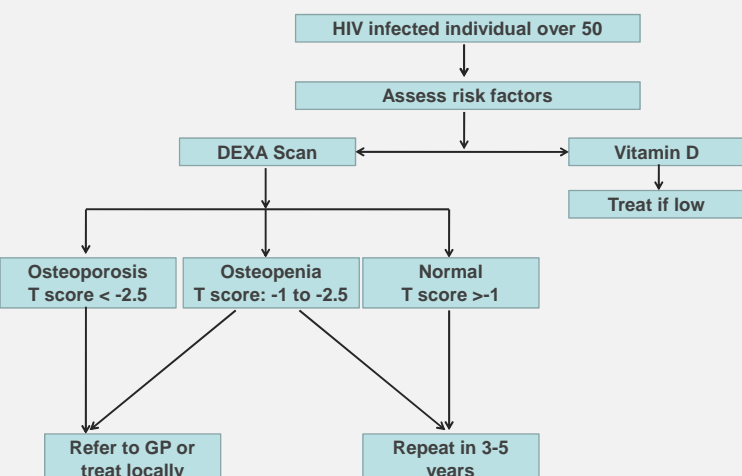 HIV infected individual over 50
Assess risk factors
DEXA Scan
Vitamin D
Treat if low
Osteoporosis
T score < -2.5
Osteopenia
T score: -1 to -2.5
Normal
T score >-1
Refer to GP or
treat locally
Repeat in 3-5
years